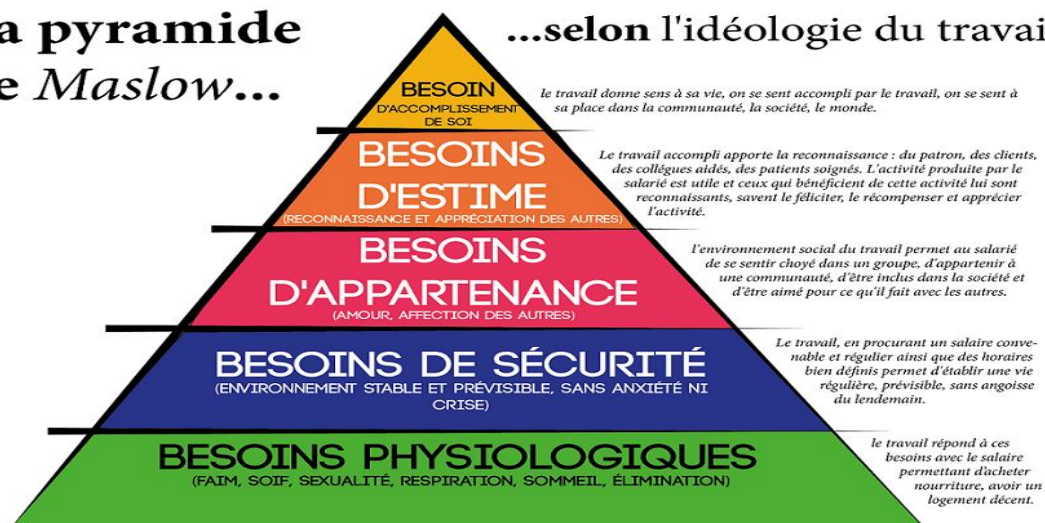 a pyramide
e Maslow...
...selon l'idéologie du travai
BESOIN
D'ACCOMPLISSEMENT
DE SOI
le travail donne sens à sa vie, on se sent accompli par le travail, on se sent à
sa place dans la communauté, la société, le monde.
BESOINS
D'ESTIME
(RECONNAISSANCE ET APPRÉCIATION DES AUTRES)
Le travail accompli apporte la reconnaissance : du patron, des clients,
des collègues aidés, des patients soignés. L'activité produite par le
salarié est utile et ceux qui bénéficient de cette activité lui sont
reconnaissants, savent le féliciter, le récompenser et apprécier
l'activité.
BESOINS
D'APPARTENANCE
(AMOUR, AFFECTION DES AUTRES)
l'environnement social du travail permet au salarié
de se sentir choyé dans un groupe, d'appartenir à
une communauté, d'être inclus dans la société et
d'être aimé pour ce qu'il fait avec les autres.
BESOINS DE SÉCURITÉ
(ENVIRONNEMENT STABLE ET PRÉVISIBLE, SANS ANXIÉTÉ NI
CRISE)
Le travail, en procurant un salaire conve-
nable et régulier ainsi que des horaires
bien définis permet d'établir une vie
régulière, prévisible, sans angoisse
du lendemain.
BESOINS PHYSIOLOGIQUES
(FAIM, SOIF, SEXUALITÉ, RESPIRATION, SOMMEIL, ÉLIMINATION)
le travail répond à ces
besoins avec le salaire
permettant d'acheter
nourriture, avoir un
logement décent.